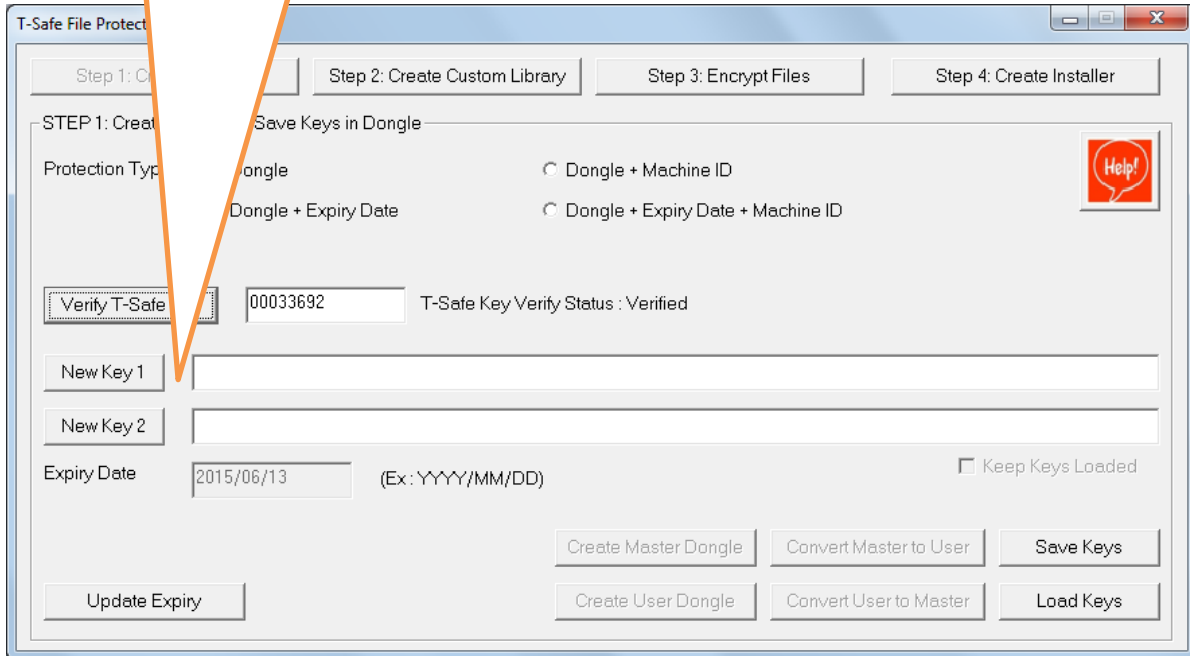 T-Safe File Protect
Step 1: C
Step 2: Create Custom Library
Step 3: Encrypt Files
Step 4: Create Installer
STEP 1: Creat Save Keys in Dongle
Help!
Protection Typ ongle
Dongle + Machine ID
Dongle + Expiry Date
Dongle + Expiry Date + Machine ID
Verify T-Safe
00033692
T-Safe Key Verify Status : Verified
New Key 1
New Key 2
Expiry Date
2015/06/13
(Ex : YYYY/MM/DD)
Keep Keys Loaded
Create Master Dongle
Convert Master to User
Save Keys
Update Expiry
Create User Dongle
Convert User to Master
Load Keys